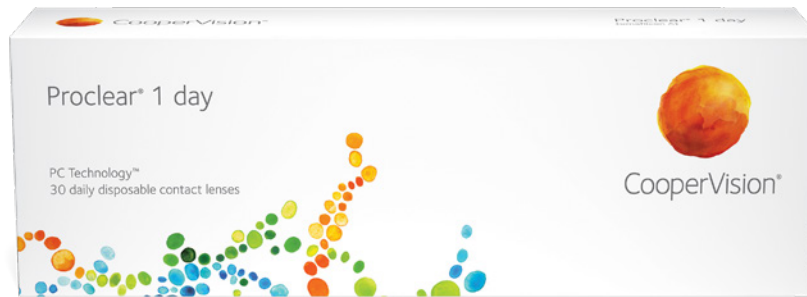 CooperVision®
Proclear® 1 day
Proclear® 1 day
PC Technology™
30 daily disposable contact lenses
CooperVision®